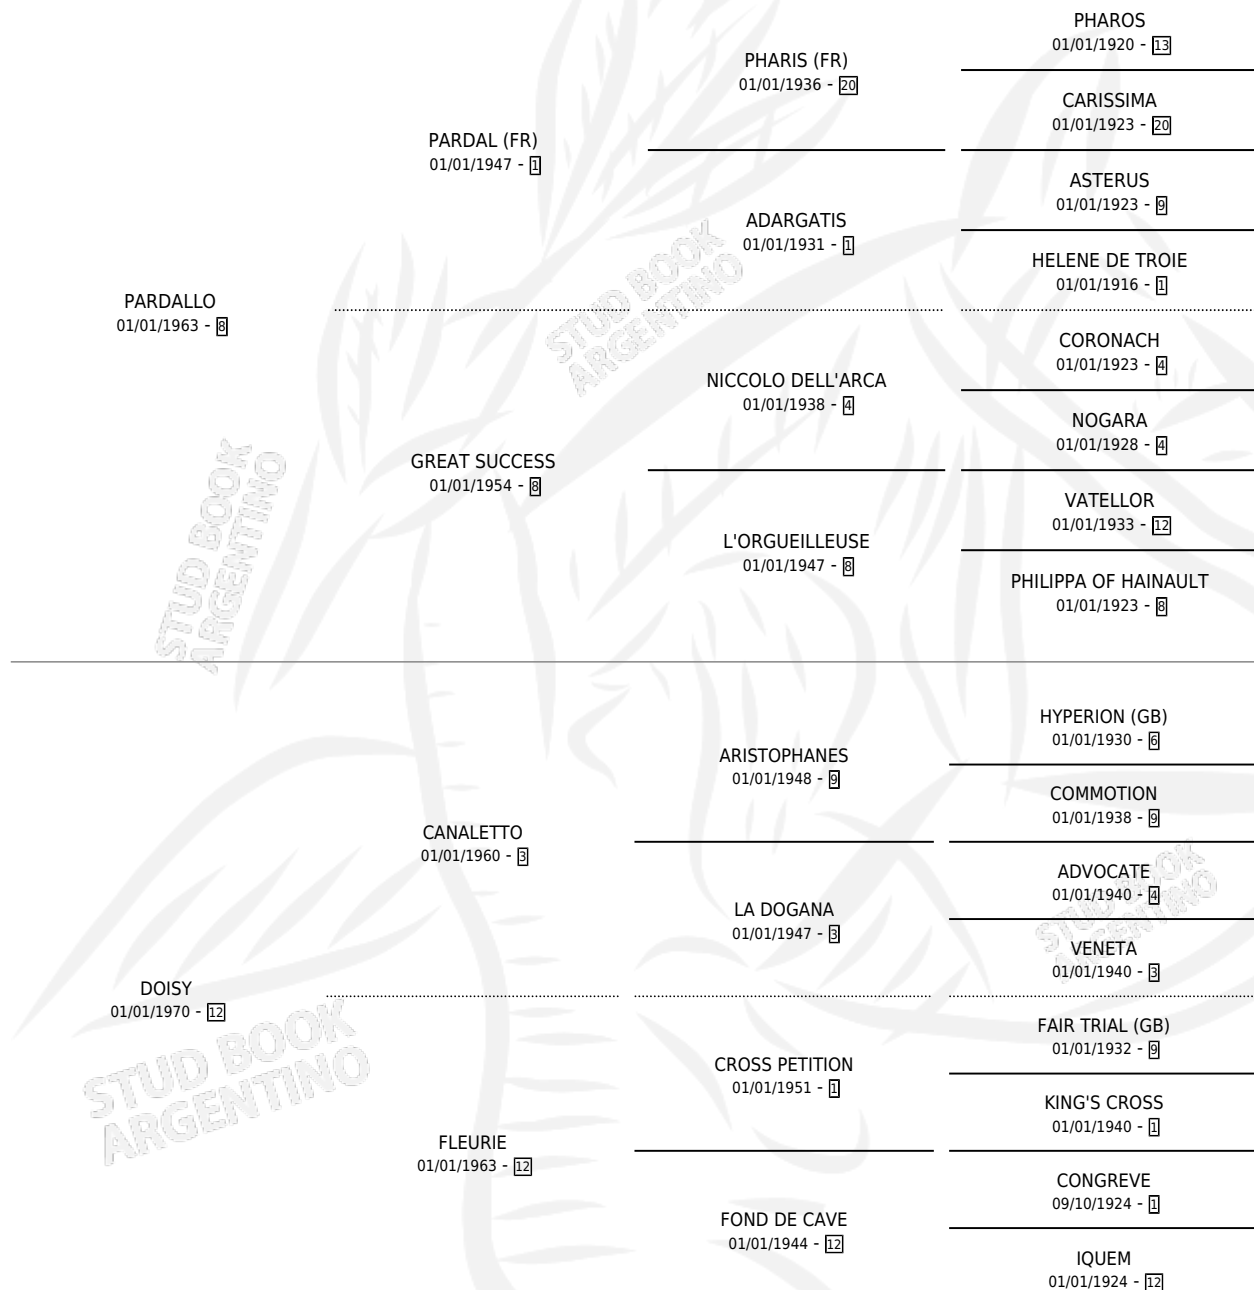 PHAROS
01/01/1920 - 13
PHARIS (FR)
01/01/1936 - 20
CARISSIMA
01/01/1923 - 20
PARDAL (FR)
01/01/1947 - 1
ASTERUS
01/01/1923 - 9
ADARGATIS
01/01/1931 - 1
HELENE DE TROIE
01/01/1916 - 1
PARDALLO
01/01/1963 - 8
CORONACH
01/01/1923 - 4
NICCOLO DELL'ARCA
01/01/1938 - 4
NOGARA
01/01/1928 - 4
GREAT SUCCESS
01/01/1954 - 8
VATELLOR
01/01/1933 - 12
L'ORGUEILLEUSE
01/01/1947 - 8
PHILIPPA OF HAINAULT
01/01/1923 - 8
HYPERION (GB)
01/01/1930 - 6
ARISTOPHANES
01/01/1948 - 9
COMMOTION
01/01/1938 - 9
CANALETTO
01/01/1960 - 3
ADVOCATE
01/01/1940 - 4
LA DOGANA
01/01/1947 - 3
VENETA
01/01/1940 - 3
DOISY
01/01/1970 - 12
FAIR TRIAL (GB)
01/01/1932 - 9
CROSS PETITION
01/01/1951 - 1
KING'S CROSS
01/01/1940 - 1
FLEURIE
01/01/1963 - 12
CONGREVE
09/10/1924 - 1
FOND DE CAVE
01/01/1944 - 12
IQUEM
01/01/1924 - 12
STUD BOOK
ARGENTINO
STUD BOOK
ARGENTINO
STUD BOOK
ARGENTINO
STUD BOOK
ARGENTINO